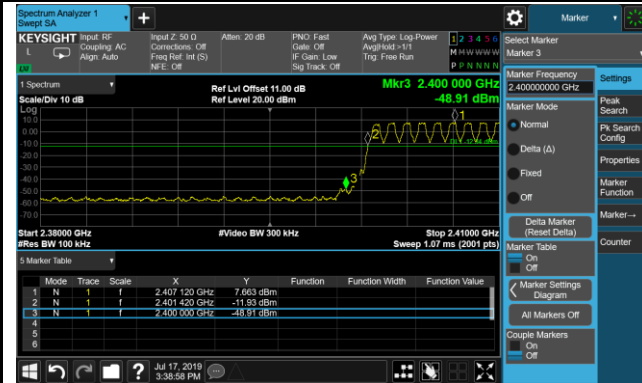 Spectrum Analyzer 1
Swept SA
Marker
KEYSIGHT
L
Input: RF
Coupling: AC
Align: Auto
Input Z: 50 Ω
Corrections: Off
Freq Ref: Int (S)
NFE: Off
Atten: 20 dB
PNO: Fast
Gate: Off
IF Gain: Low
Sig Track: Off
Avg Type: Log-Power
Avg|Hold:>1/1
Trig: Free Run
1 2 3 4 5 6
M W W W W W
P P N N N N
Select Marker
Marker 3
1 Spectrum
Scale/Div 10 dB
Log
Ref Lvl Offset 11.00 dB
Ref Level 20.00 dBm
Mkr3 2.400 000 GHz
-48.91 dBm
10.0
0.00
-10.0
-20.0
-30.0
-40.0
-50.0
-60.0
-70.0
1
2
3
Start 2.38000 GHz
#Res BW 100 kHz
#Video BW 300 kHz
Stop 2.41000 GHz
Sweep 1.07 ms (2001 pts)
5 Marker Table
Mode Trace Scale X Y Function Function Width Function Value
1 N 1 f 2.407 120 GHz 7.663 dBm
2 N 1 f 2.401 420 GHz -11.93 dBm
3 N 1 f 2.400 000 GHz -48.91 dBm
4
5
6
Jul 17, 2019
3:38:58 PM
Marker Frequency
2.400000000 GHz
Marker Mode
Normal
Delta (Δ)
Fixed
Off
Delta Marker
(Reset Delta)
Marker Table
On
Off
Marker Settings
Diagram
All Markers Off
Couple Markers
On
Off
Settings
Peak
Search
Pk Search
Config
Properties
Marker
Function
Marker→
Counter